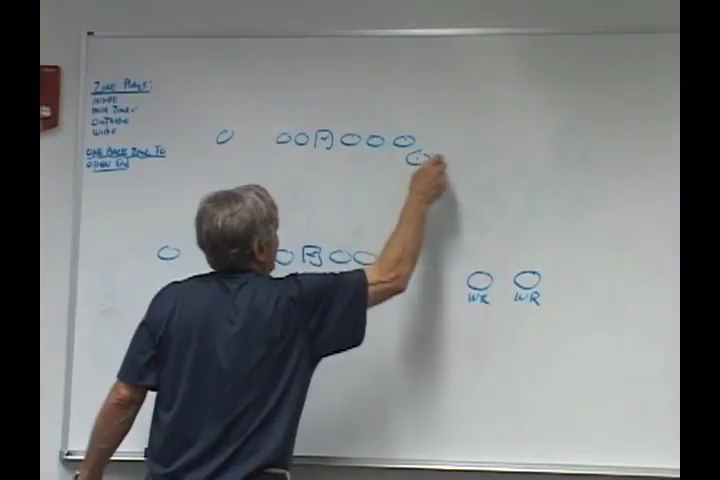 ZONE PLAYS:
INSIDE
MID ZONE
OUTSIDE
WIDE
ONE BACK ZONE TO
OPEN END
WR WR